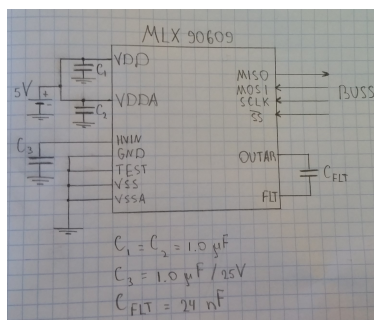 MLX 90609
VDD
C1
5V
VDDA
C2
C3
HVIN
GND
TEST
VSS
VSSA
MISO
MOSI
SCLK
SS
BUSS
OUTAR
CFLT
FLT
C1 = C2 = 1.0 µF
C3 = 1.0 µF / 25V
CFLT = 24 nF